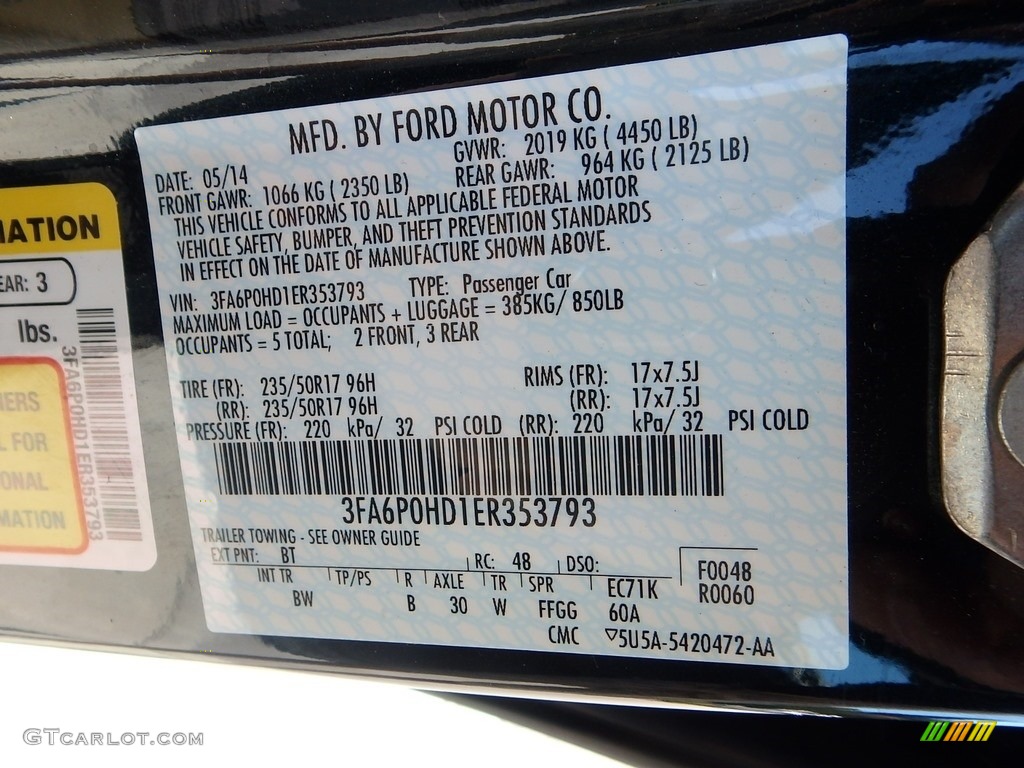 MFD. BY FORD MOTOR CO.
DATE: 05/14 GVWR: 2019 KG ( 4450 LB)
FRONT GAWR: 1066 KG ( 2350 LB) REAR GAWR: 964 KG ( 2125 LB)
THIS VEHICLE CONFORMS TO ALL APPLICABLE FEDERAL MOTOR
VEHICLE SAFETY, BUMPER, AND THEFT PREVENTION STANDARDS
IN EFFECT ON THE DATE OF MANUFACTURE SHOWN ABOVE.
VIN: 3FA6P0HD1ER353793 TYPE: Passenger Car
MAXIMUM LOAD = OCCUPANTS + LUGGAGE = 385KG/ 850LB
OCCUPANTS = 5 TOTAL; 2 FRONT, 3 REAR
TIRE (FR): 235/50R17 96H RIMS (FR): 17x7.5J
(RR): 235/50R17 96H (RR): 17x7.5J
PRESSURE (FR): 220 kPa/ 32 PSI COLD (RR): 220 kPa/ 32 PSI COLD
3FA6P0HD1ER353793
TRAILER TOWING - SEE OWNER GUIDE
EXT PNT: BT RC: 48 DSO:
INT TR TP/PS R AXLE TR SPR EC71K F0048
BW B 30 W FFGG 60A R0060
CMC 5U5A-5420472-AA
MATION
EAR: 3
lbs.
3FA6P0HD1ER353793
L FOR
ONAL
MATION
GTcarlot.com